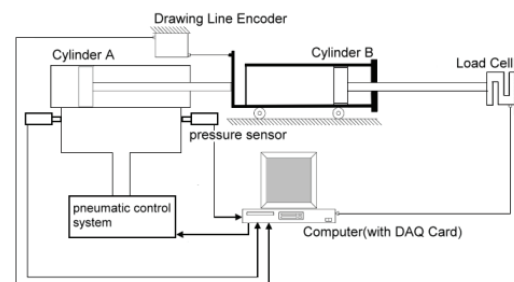 Drawing Line Encoder
Cylinder A
Cylinder B
Load Cell
pressure sensor
pneumatic control
system
Computer(with DAQ Card)